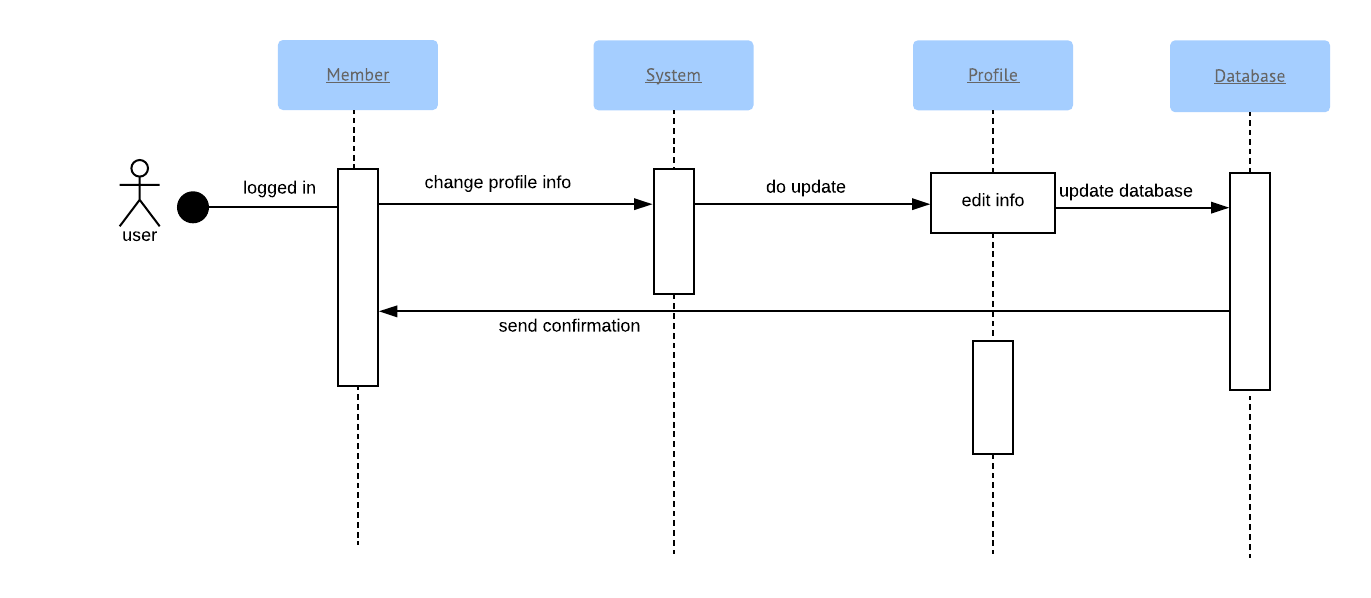 Member
System
Profile
Database
logged in
change profile info
do update
edit info
update database
user
send confirmation